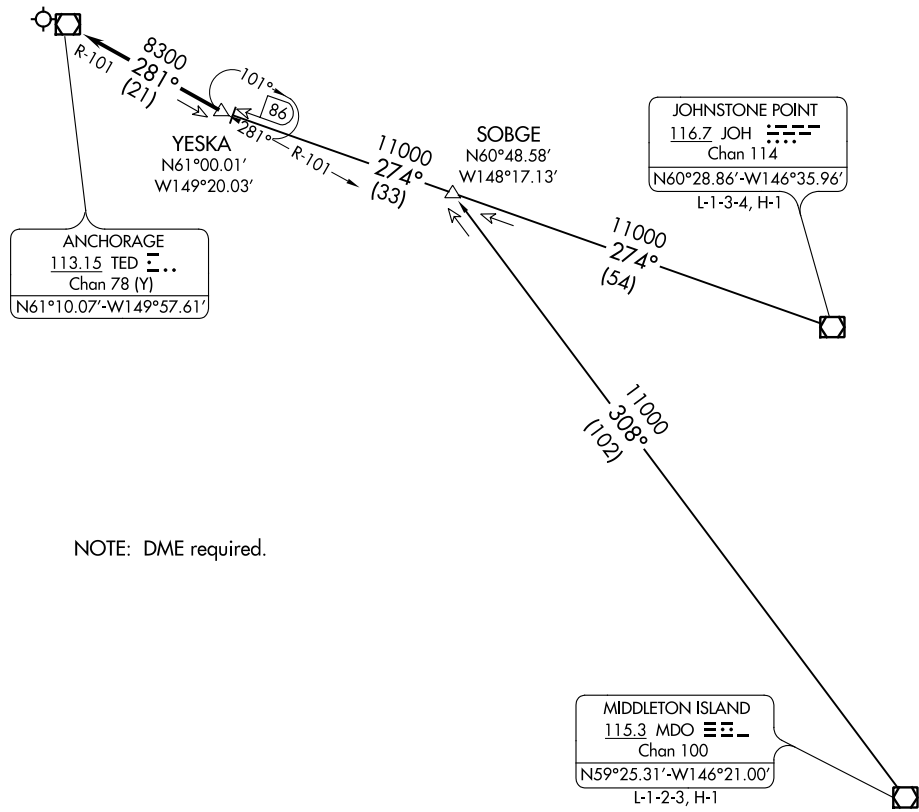 8300
281°
(21)
R-101
101°
86
281°
R-101
YESKA
N61°00.01'
W149°20.03'
11000
274°
(33)
SOBGE
N60°48.58'
W148°17.13'
JOHNSTONE POINT
116.7 JOH
Chan 114
N60°28.86'-W146°35.96'
L-1-3-4, H-1
11000
274°
(54)
ANCHORAGE
113.15 TED
Chan 78 (Y)
N61°10.07'-W149°57.61'
11000
308°
(102)
NOTE: DME required.
MIDDLETON ISLAND
115.3 MDO
Chan 100
N59°25.31'-W146°21.00'
L-1-2-3, H-1